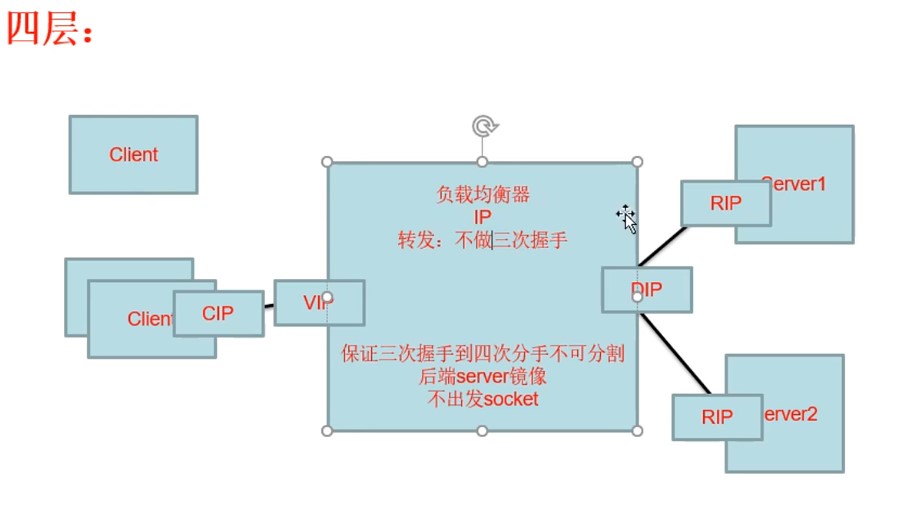 四层：
Client
负载均衡器
IP
转发：不做三次握手
Server1
RIP
Client
CIP
VIP
DIP
保证三次握手到四次分手不可分割
后端server镜像
不出发socket
RIP
erver2